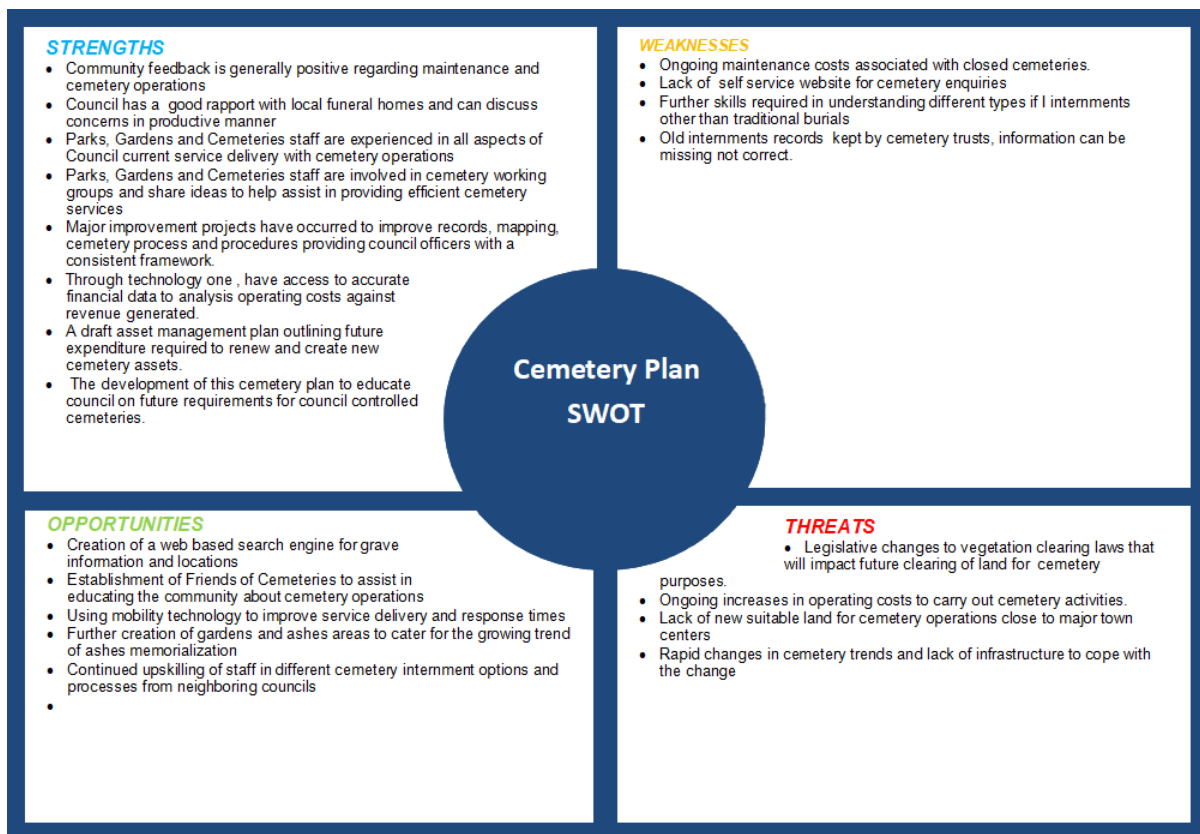 STRENGTHS
• Community feedback is generally positive regarding maintenance and
cemetery operations
• Council has a good rapport with local funeral homes and can discuss
concerns in productive manner
• Parks, Gardens and Cemeteries staff are experienced in all aspects of
Council current service delivery with cemetery operations
• Parks, Gardens and Cemeteries staff are involved in cemetery working
groups and share ideas to help assist in providing efficient cemetery
services
• Major improvement projects have occurred to improve records, mapping,
cemetery process and procedures providing council officers with a
consistent framework.
• Through technology one , have access to accurate
financial data to analysis operating costs against
revenue generated.
• A draft asset management plan outlining future
expenditure required to renew and create new
cemetery assets.
• The development of this cemetery plan to educate
council on future requirements for council controlled
cemeteries.
WEAKNESSES
• Ongoing maintenance costs associated with closed cemeteries.
• Lack of self service website for cemetery enquiries
• Further skills required in understanding different types if I internments
other than traditional burials
• Old internments records kept by cemetery trusts, information can be
missing not correct.
Cemetery Plan
SWOT
OPPORTUNITIES
• Creation of a web based search engine for grave
information and locations
• Establishment of Friends of Cemeteries to assist in
educating the community about cemetery operations
• Using mobility technology to improve service delivery and response times
• Further creation of gardens and ashes areas to cater for the growing trend
of ashes memorialization
• Continued upskilling of staff in different cemetery internment options and
processes from neighboring councils
•
THREATS
• Legislative changes to vegetation clearing laws that
will impact future clearing of land for cemetery
purposes.
• Ongoing increases in operating costs to carry out cemetery activities.
• Lack of new suitable land for cemetery operations close to major town
centers
• Rapid changes in cemetery trends and lack of infrastructure to cope with
the change